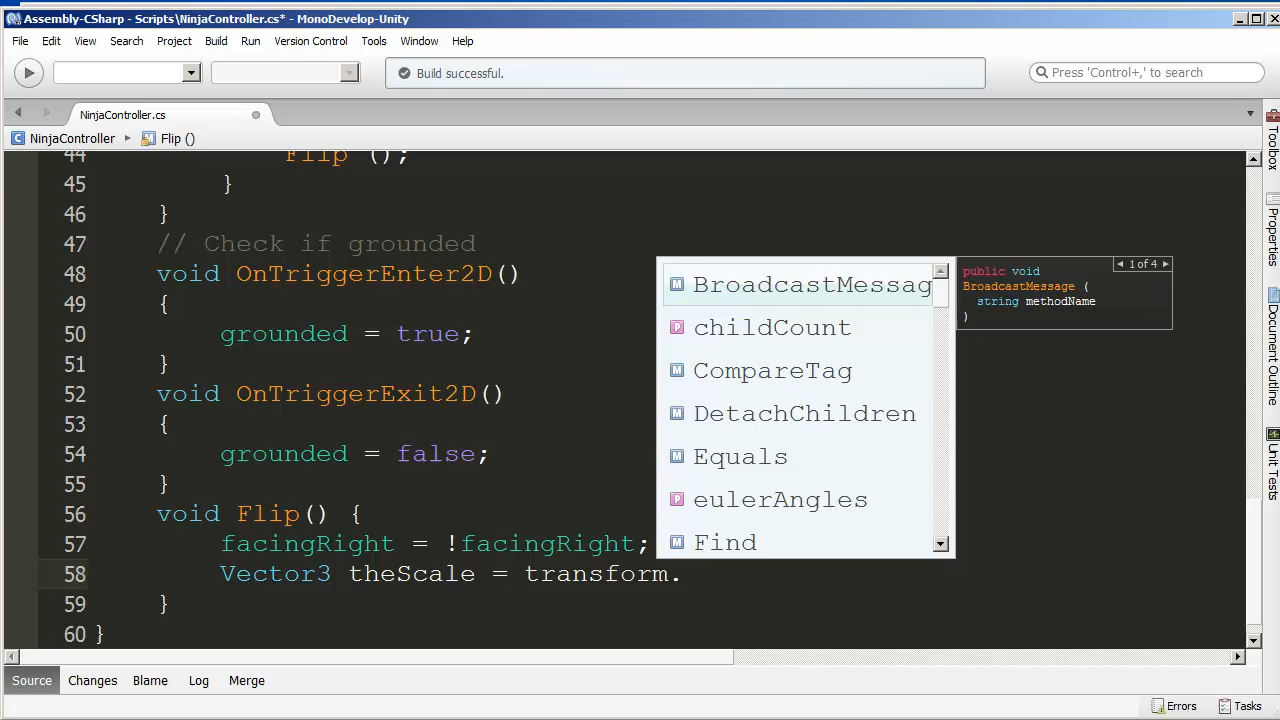 Assembly-CSharp - Scripts\NinjaController.cs* - MonoDevelop-Unity
File Edit View Search Project Build Run Version Control Tools Window Help
Build successful.
Press 'Control+,' to search
NinjaController.cs
NinjaController Flip ()
44 Flip ();
45 }
46 }
47 // Check if grounded
48 void OnTriggerEnter2D()
49 {
50 grounded = true;
51 }
52 void OnTriggerExit2D()
53 {
54 grounded = false;
55 }
56 void Flip() {
57 facingRight = !facingRight;
58 Vector3 theScale = transform.
59 }
60 }
BroadcastMessag
childCount
CompareTag
DetachChildren
Equals
eulerAngles
Find
1 of 4
public void
BroadcastMessage (
string methodName
)
Toolbox
Properties
Document Outline
Unit Tests
Source Changes Blame Log Merge
Errors Tasks